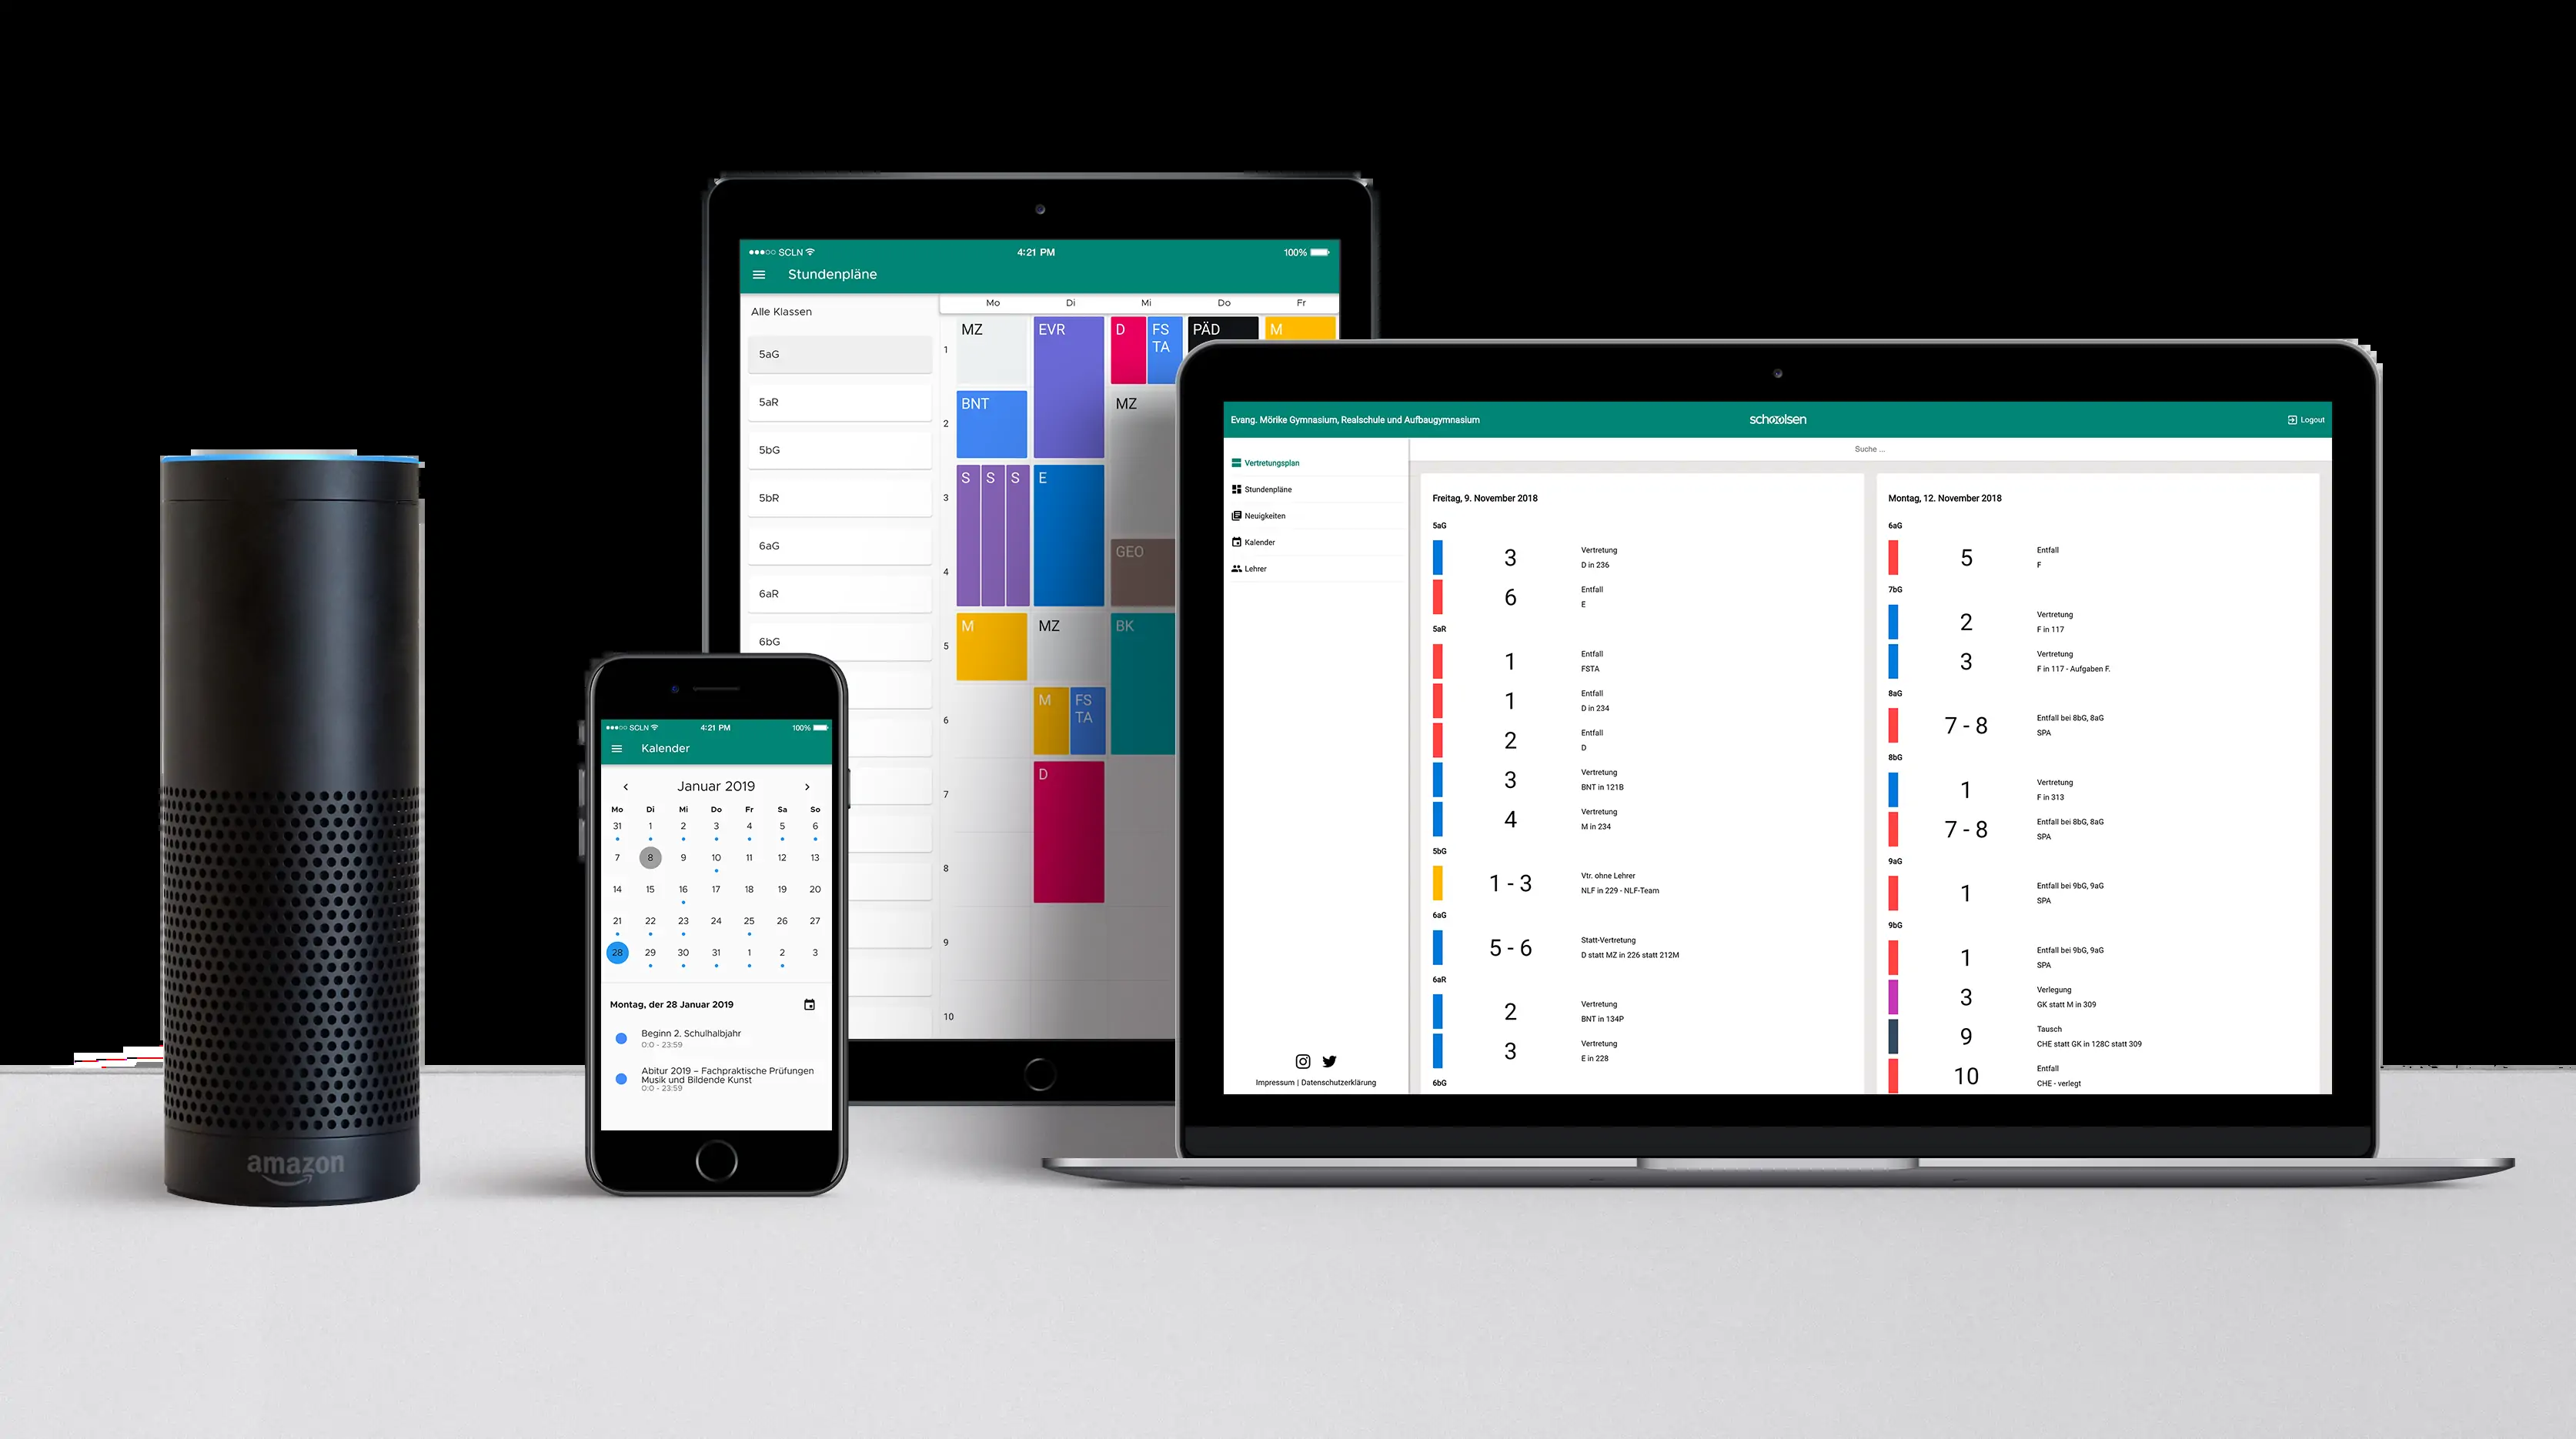 amazon
SCLN
4:21 PM
100%
Stundenpläne
Alle Klassen
5aG
5aR
5bG
5bR
6aG
6aR
6bG
Mo
Di
Mi
Do
Fr
1
2
3
4
5
6
7
8
9
10
MZ
EVR
D
FS
TA
PÄD
M
BNT
MZ
S
S
S
E
GEO
M
MZ
BK
M
FS
TA
D
SCLN
4:21 PM
100%
Kalender
Januar 2019
Mo Di Mi Do Fr Sa So
31 1 2 3 4 5 6
7 8 9 10 11 12 13
14 15 16 17 18 19 20
21 22 23 24 25 26 27
28 29 30 31 1 2 3
Montag, der 28 Januar 2019
Beginn 2. Schulhalbjahr
0:0 - 23:59
Abitur 2019 – Fachpraktische Prüfungen
Musik und Bildende Kunst
0:0 - 23:59
Evang. Mörike Gymnasium, Realschule und Aufbaugymnasium
schoolsen
Logout
Suche ...
Vertretungsplan
Stundenpläne
Neuigkeiten
Kalender
Lehrer
Impressum | Datenschutzerklärung
Freitag, 9. November 2018
5aG
3
Vertretung
D in 236
6
Entfall
E
5aR
1
Entfall
FSTA
1
Entfall
D in 234
2
Entfall
D
3
Vertretung
BNT in 121B
4
Vertretung
M in 234
5bG
1 - 3
Vtr. ohne Lehrer
NLF in 229 - NLF-Team
6aG
5 - 6
Statt-Vertretung
D statt MZ in 226 statt 212M
6aR
2
Vertretung
BNT in 134P
3
Vertretung
E in 228
6bG
Montag, 12. November 2018
6aG
5
Entfall
F
7bG
2
Vertretung
F in 117
3
Vertretung
F in 117 - Aufgaben F.
8aG
7 - 8
Entfall bei 8bG, 8aG
SPA
8bG
1
Vertretung
F in 313
7 - 8
Entfall bei 8bG, 8aG
SPA
9aG
1
Entfall bei 9bG, 9aG
SPA
9bG
1
Entfall bei 9bG, 9aG
SPA
3
Verlegung
GK statt M in 309
9
Tausch
CHE statt GK in 128C statt 309
10
Entfall
CHE - verlegt